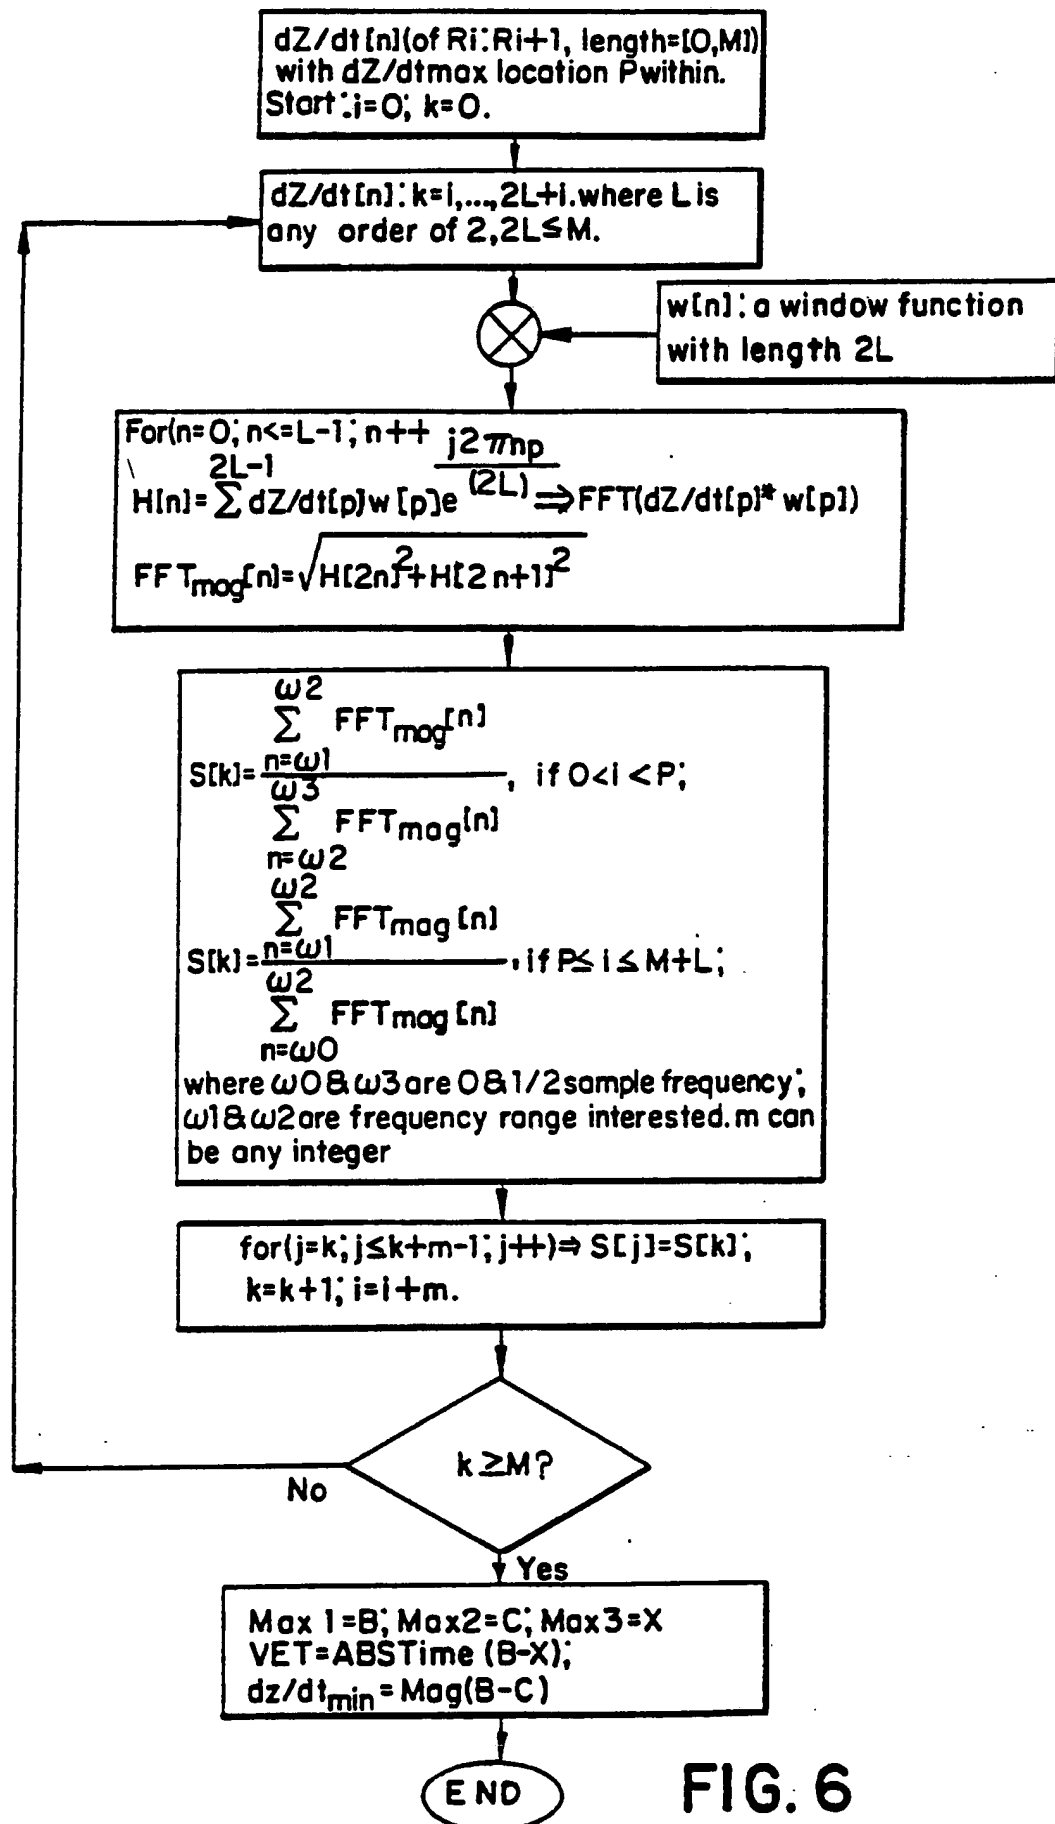 dZ/dt[n](of Ri:Ri+1, length=[0,M])
with dZ/dtmax location P within.
Start:i=0; k=0.
dZ/dt[n]:k=i,...,2L+i.where L is
any order of 2,2L≤M.
w[n]: a window function
with length 2L
For(n=0; n<=L-1; n++
2L-1
j2πnp
(2L)
H[n]=∑ dZ/dt[p]w[p]e ⇒FFT(dZ/dt[p]* w[p])
FFTmag[n]=√H[2n]²+H[2n+1]²
ω2
∑ FFTmag[n]
n=ω1
S[k]= , if 0<i<P;
ω3
∑ FFTmag[n]
n=ω2
ω2
∑ FFTmag[n]
n=ω1
S[k]= , if P≤ i ≤ M+L;
ω2
∑ FFTmag[n]
n=ω0
where ω0&ω3 are 0&1/2 sample frequency;
ω1&ω2 are frequency range interested. m can
be any integer
for(j=k; j≤k+m-1; j++)⇒ S[j]=S[k];
k=k+1; i=i+m.
k≥M?
No
Yes
Max 1=B; Max2=C; Max3=X
VET=ABSTime (B-X);
dz/dtmin=Mag(B-C)
END
FIG. 6